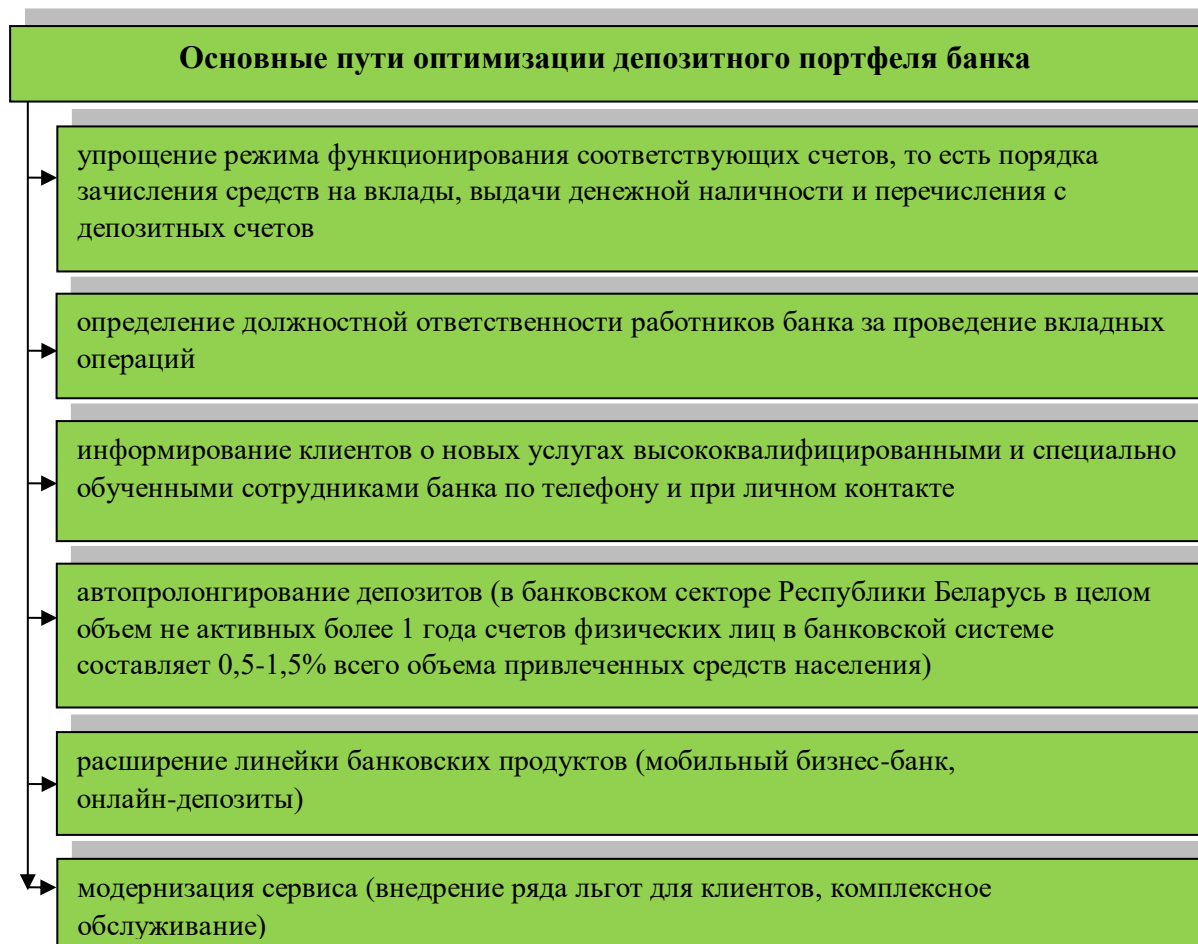 Основные пути оптимизации депозитного портфеля банка
упрощение режима функционирования соответствующих счетов, то есть порядка
зачисления средств на вклады, выдачи денежной наличности и перечисления с
депозитных счетов
определение должностной ответственности работников банка за проведение вкладных
операций
информирование клиентов о новых услугах высококвалифицированными и специально
обученными сотрудниками банка по телефону и при личном контакте
автопролонгирование депозитов (в банковском секторе Республики Беларусь в целом
объем не активных более 1 года счетов физических лиц в банковской системе
составляет 0,5-1,5% всего объема привлеченных средств населения)
расширение линейки банковских продуктов (мобильный бизнес-банк,
онлайн-депозиты)
модернизация сервиса (внедрение ряда льгот для клиентов, комплексное
обслуживание)